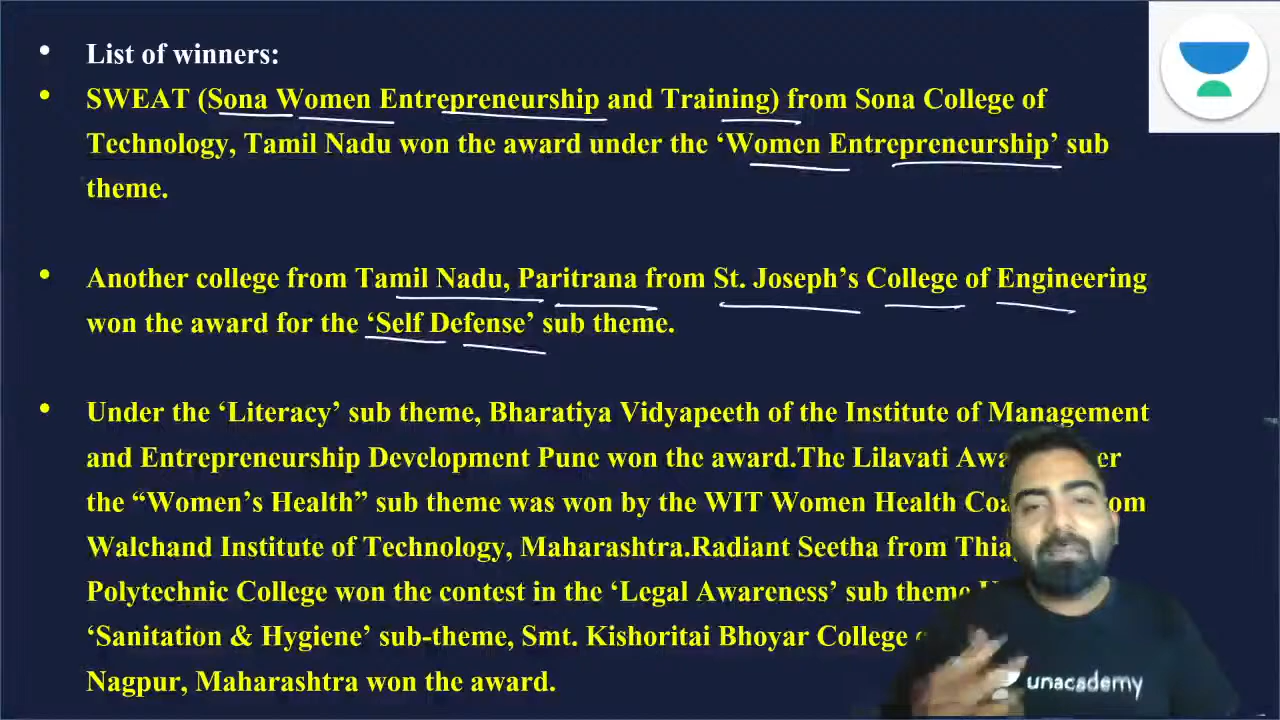 List of winners:
SWEAT (Sona Women Entrepreneurship and Training) from Sona College of
Technology, Tamil Nadu won the award under the ‘Women Entrepreneurship’ sub
theme.
Another college from Tamil Nadu, Paritrana from St. Joseph’s College of Engineering
won the award for the ‘Self Defense’ sub theme.
Under the ‘Literacy’ sub theme, Bharatiya Vidyapeeth of the Institute of Management
and Entrepreneurship Development Pune won the award.The Lilavati
the “Women’s Health” sub theme was won by the WIT Women Health
Walchand Institute of Technology, Maharashtra.Radiant Seetha from
Polytechnic College won the contest in the ‘Legal Awareness’ sub theme
‘Sanitation & Hygiene’ sub-theme, Smt. Kishoritai Bhoyar College
Nagpur, Maharashtra won the award.
unacademy